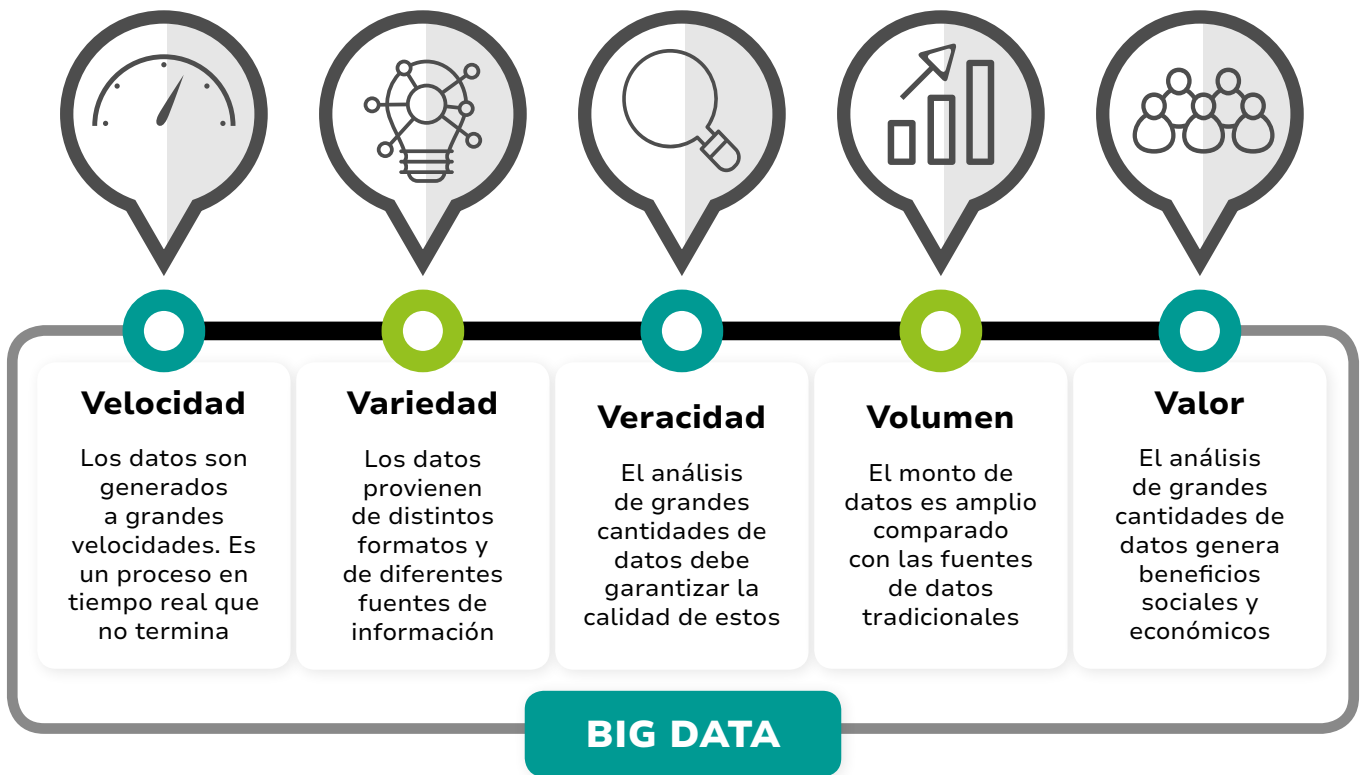 Velocidad
Los datos son
generados
a grandes
velocidades. Es
un proceso en
tiempo real que
no termina
Variedad
Los datos
provienen
de distintos
formatos y
de diferentes
fuentes de
información
Veracidad
El análisis
de grandes
cantidades de
datos debe
garantizar la
calidad de estos
Volumen
El monto de
datos es amplio
comparado
con las fuentes
de datos
tradicionales
Valor
El análisis
de grandes
cantidades de
datos genera
beneficios
sociales y
económicos
BIG DATA